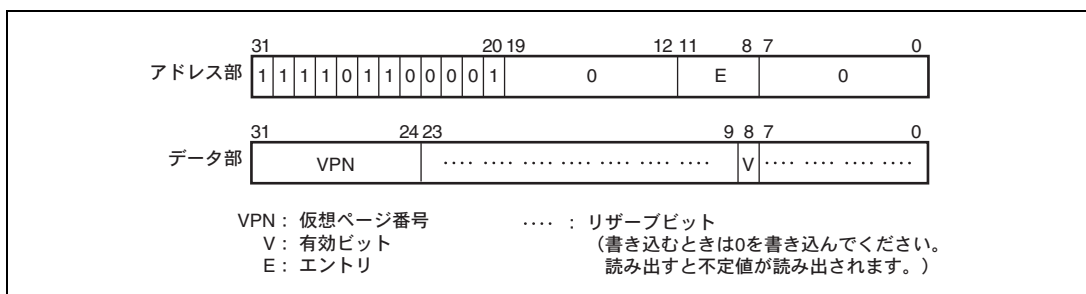 31 20 19 12 11 8 7 0
アドレス部 1 1 1 1 0 1 1 0 0 0 0 1 0 E 0
31 24 23 9 8 7 0
データ部 VPN ‥‥ ‥‥ ‥‥ ‥‥ ‥‥ ‥‥ ‥‥ V ‥‥ ‥‥ ‥‥ ‥‥
VPN: 仮想ページ番号 ‥‥ : リザーブビット
V: 有効ビット (書き込むときは0を書き込んでください。
E: エントリ 読み出すと不定値が読み出されます。)